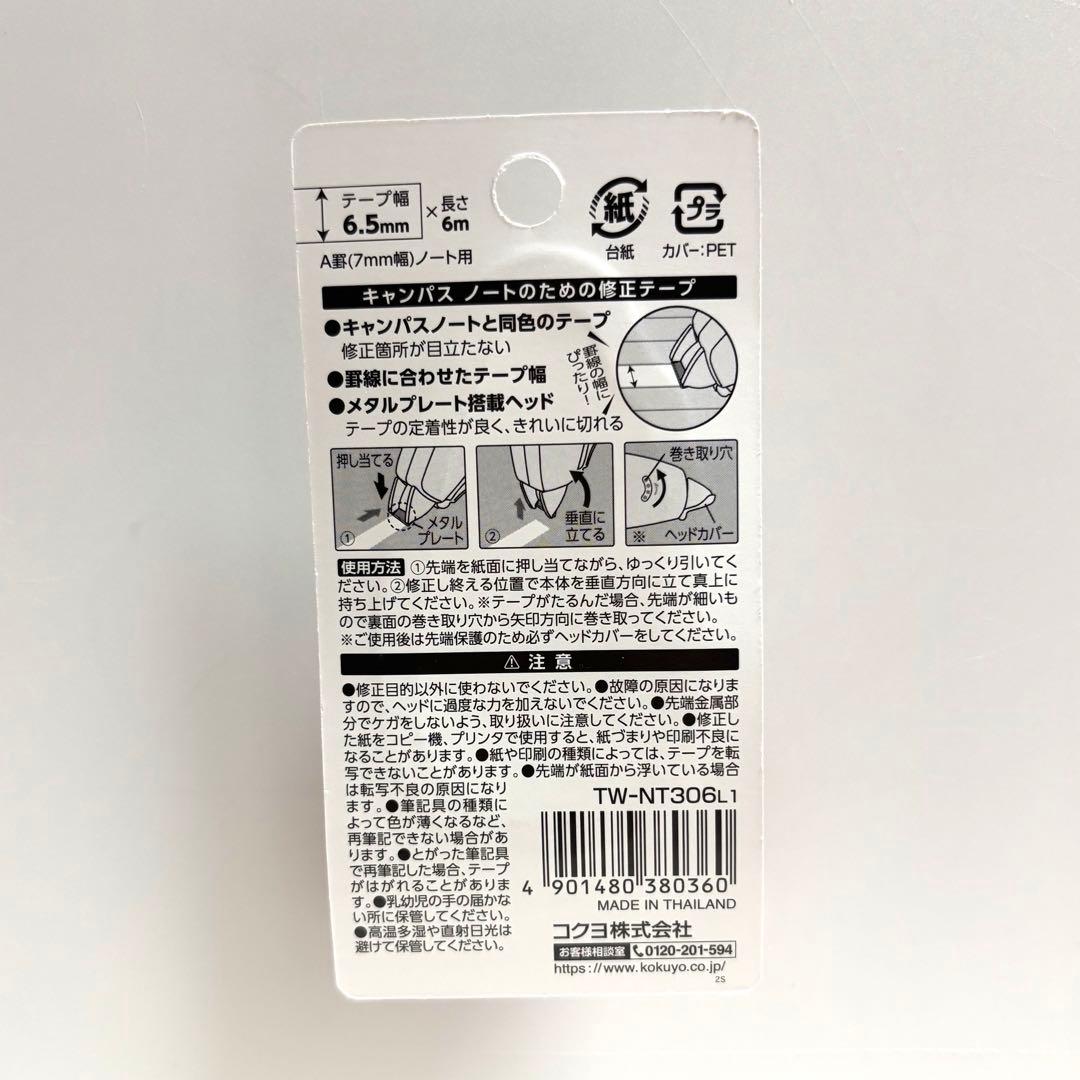 テープ幅
6.5mm
×
長さ
6m
A罫(7mm幅)ノート用
紙
台紙
プラ
カバー:PET
キャンパス ノートのための修正テープ
●キャンパスノートと同色のテープ
修正箇所が目立たない
●罫線に合わせたテープ幅
罫線の幅に
ぴったり!
●メタルプレート搭載ヘッド
テープの定着性が良く、きれいに切れる
押し当てる
メタル
プレート
①
垂直に
立てる
②
巻き取り穴
※ ヘッドカバー
使用方法 ①先端を紙面に押し当てながら、ゆっくり引いてく
ださい。②修正し終える位置で本体を垂直方向に立て真上に
持ち上げてください。※テープがたるんだ場合、先端が細いも
ので裏面の巻き取り穴から矢印方向に巻き取ってください。
※ご使用後は先端保護のため必ずヘッドカバーをしてください。
⚠ 注意
●修正目的以外に使わないでください。●故障の原因になりま
すので、ヘッドに過度な力を加えないでください。●先端金属部
分でケガをしないよう、取り扱いに注意してください。●修正し
た紙をコピー機、プリンタで使用すると、紙づまりや印刷不良に
なることがあります。●紙や印刷の種類によっては、テープを転
写できないことがあります。●先端が紙面から浮いている場合
は転写不良の原因になり
ます。●筆記具の種類に
よって色が薄くなるなど、
再筆記できない場合があ
ります。●とがった筆記具
で再筆記した場合、テープ
がはがれることがありま
す。●乳幼児の手の届かな
い所に保管してください。
●高温多湿や直射日光は
避けて保管してください。
TW-NT306L1
4 901480 380360
MADE IN THAILAND
コクヨ株式会社
お客様相談室 0120-201-594
https://www.kokuyo.co.jp/
2S